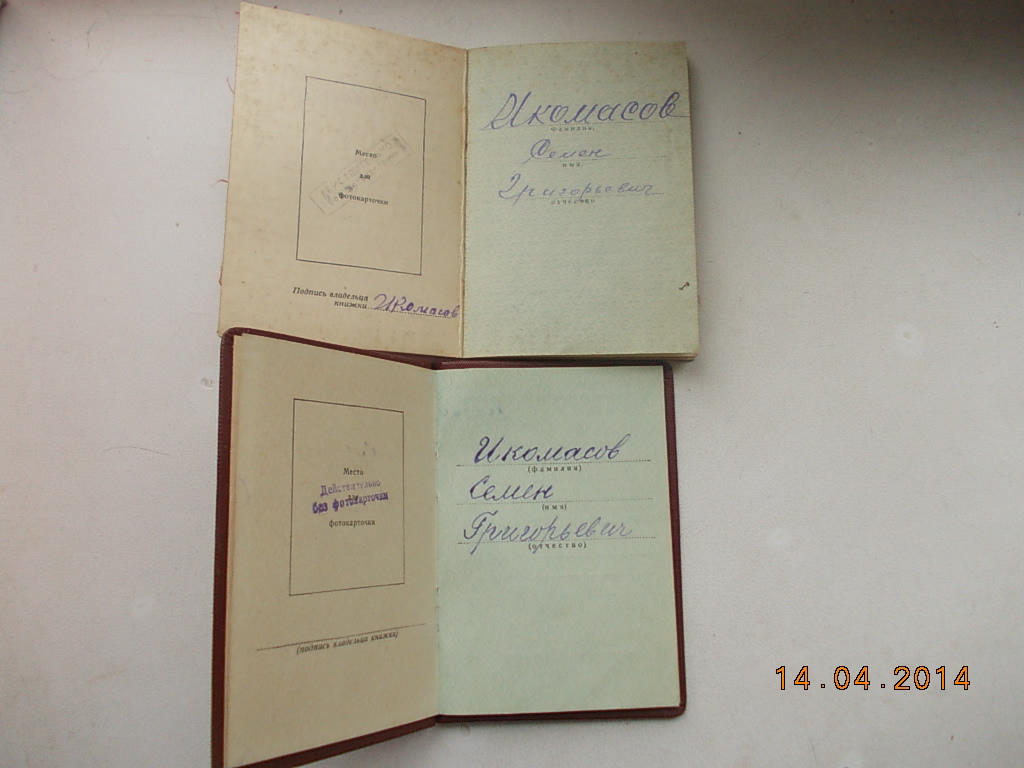 Место
для
фотокарточки
Подпись владельца
книжки Икомасов
Икомасов
фамилия,
Семен
имя,
Григорьевич
отчество
Место
Действительно
без фотокарточки
фотокарточки
(подпись владельца книжки)
Икомасов
(фамилия)
Семен
(имя)
Григорьевич
(отчество)
14.04.2014